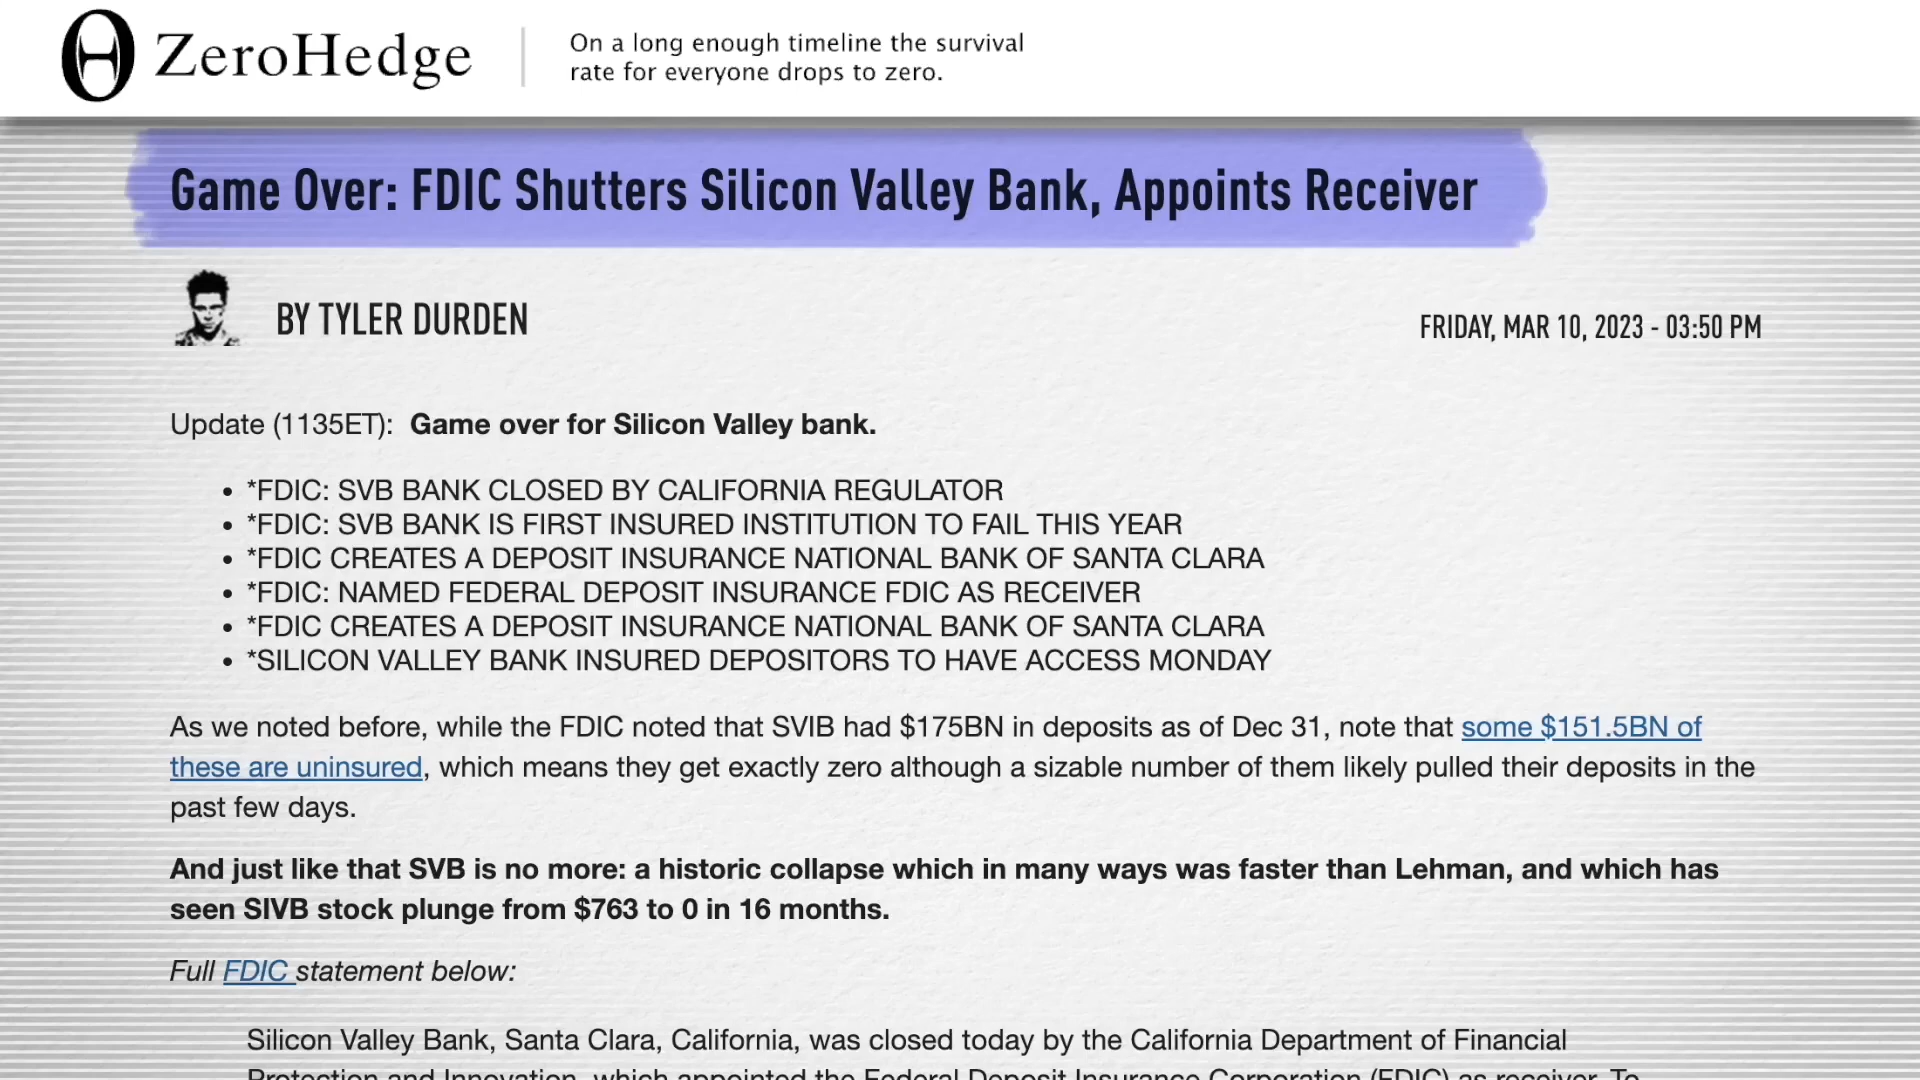 ZeroHedge
On a long enough timeline the survival
rate for everyone drops to zero.
Game Over: FDIC Shutters Silicon Valley Bank, Appoints Receiver
BY TYLER DURDEN
FRIDAY, MAR 10, 2023 - 03:50 PM
Update (1135ET): Game over for Silicon Valley bank.
• *FDIC: SVB BANK CLOSED BY CALIFORNIA REGULATOR
• *FDIC: SVB BANK IS FIRST INSURED INSTITUTION TO FAIL THIS YEAR
• *FDIC CREATES A DEPOSIT INSURANCE NATIONAL BANK OF SANTA CLARA
• *FDIC: NAMED FEDERAL DEPOSIT INSURANCE FDIC AS RECEIVER
• *FDIC CREATES A DEPOSIT INSURANCE NATIONAL BANK OF SANTA CLARA
• *SILICON VALLEY BANK INSURED DEPOSITORS TO HAVE ACCESS MONDAY
As we noted before, while the FDIC noted that SVIB had $175BN in deposits as of Dec 31, note that some $151.5BN of
these are uninsured, which means they get exactly zero although a sizable number of them likely pulled their deposits in the
past few days.
And just like that SVB is no more: a historic collapse which in many ways was faster than Lehman, and which has
seen SIVB stock plunge from $763 to 0 in 16 months.
Full FDIC statement below:
Silicon Valley Bank, Santa Clara, California, was closed today by the California Department of Financial
Protection and Innovation, which appointed the Federal Deposit Insurance Corporation (FDIC) as receiver. To